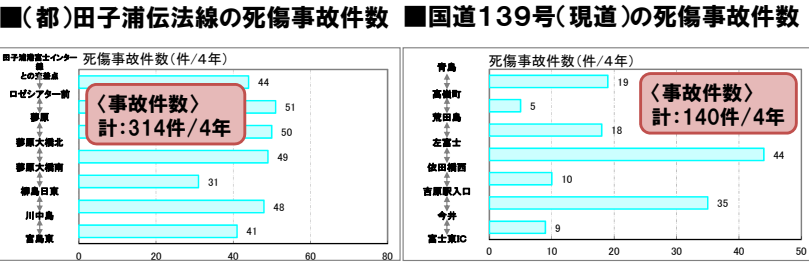 ■(都)田子浦伝法線の死傷事故件数
■国道139号(現道)の死傷事故件数
死傷事故件数(件/4年)
田子浦港富士インター線
との交差点
ロゼシアター前
蓼原
蓼原大橋北
蓼原大橋南
柳島日東
川中島
宮島東
44
51
50
49
31
48
41
〈事故件数〉
計:314件/4年
0 20 40 60 80
死傷事故件数(件/4年)
青島
高嶺町
荒田島
左富士
依田橋西
吉原駅入口
今井
富士東IC
19
5
18
44
10
35
9
〈事故件数〉
計:140件/4年
0 10 20 30 40 50